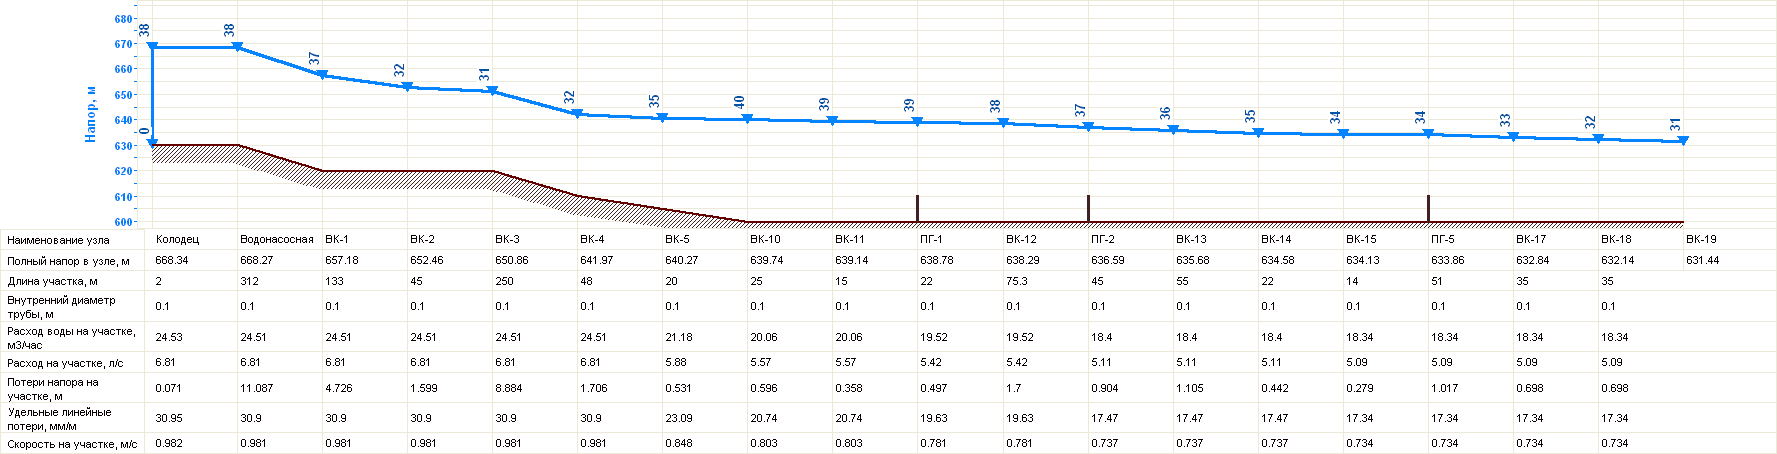 680
670
660
650
640
630
620
610
600
Напор, м
38
0
38
37
32
31
32
35
40
39
39
38
37
36
35
34
34
33
32
31
Наименование узла Колодец Водонасосная ВК-1 ВК-2 ВК-3 ВК-4 ВК-5 ВК-10 ВК-11 ПГ-1 ВК-12 ПГ-2 ВК-13 ВК-14 ВК-15 ПГ-5 ВК-17 ВК-18 ВК-19
Полный напор в узле, м 668.34 668.27 657.18 652.46 650.86 641.97 640.27 639.74 639.14 638.78 638.29 636.59 635.68 634.58 634.13 633.86 632.84 632.14 631.44
Длина участка, м 2 312 133 45 250 48 20 25 15 22 75.3 45 55 22 14 51 35 35
Внутренний диаметр
трубы, м 0.1 0.1 0.1 0.1 0.1 0.1 0.1 0.1 0.1 0.1 0.1 0.1 0.1 0.1 0.1 0.1 0.1 0.1
Расход воды на участке,
м3/час 24.53 24.51 24.51 24.51 24.51 24.51 21.18 20.06 20.06 19.52 19.52 18.4 18.4 18.4 18.34 18.34 18.34 18.34
Расход на участке, л/с 6.81 6.81 6.81 6.81 6.81 6.81 5.88 5.57 5.57 5.42 5.42 5.11 5.11 5.11 5.09 5.09 5.09 5.09
Потери напора на
участке, м 0.071 11.087 4.726 1.599 8.884 1.706 0.531 0.596 0.358 0.497 1.7 0.904 1.105 0.442 0.279 1.017 0.698 0.698
Удельные линейные
потери, мм/м 30.95 30.9 30.9 30.9 30.9 30.9 23.09 20.74 20.74 19.63 19.63 17.47 17.47 17.47 17.34 17.34 17.34 17.34
Скорость на участке, м/с 0.982 0.981 0.981 0.981 0.981 0.981 0.848 0.803 0.803 0.781 0.781 0.737 0.737 0.737 0.734 0.734 0.734 0.734